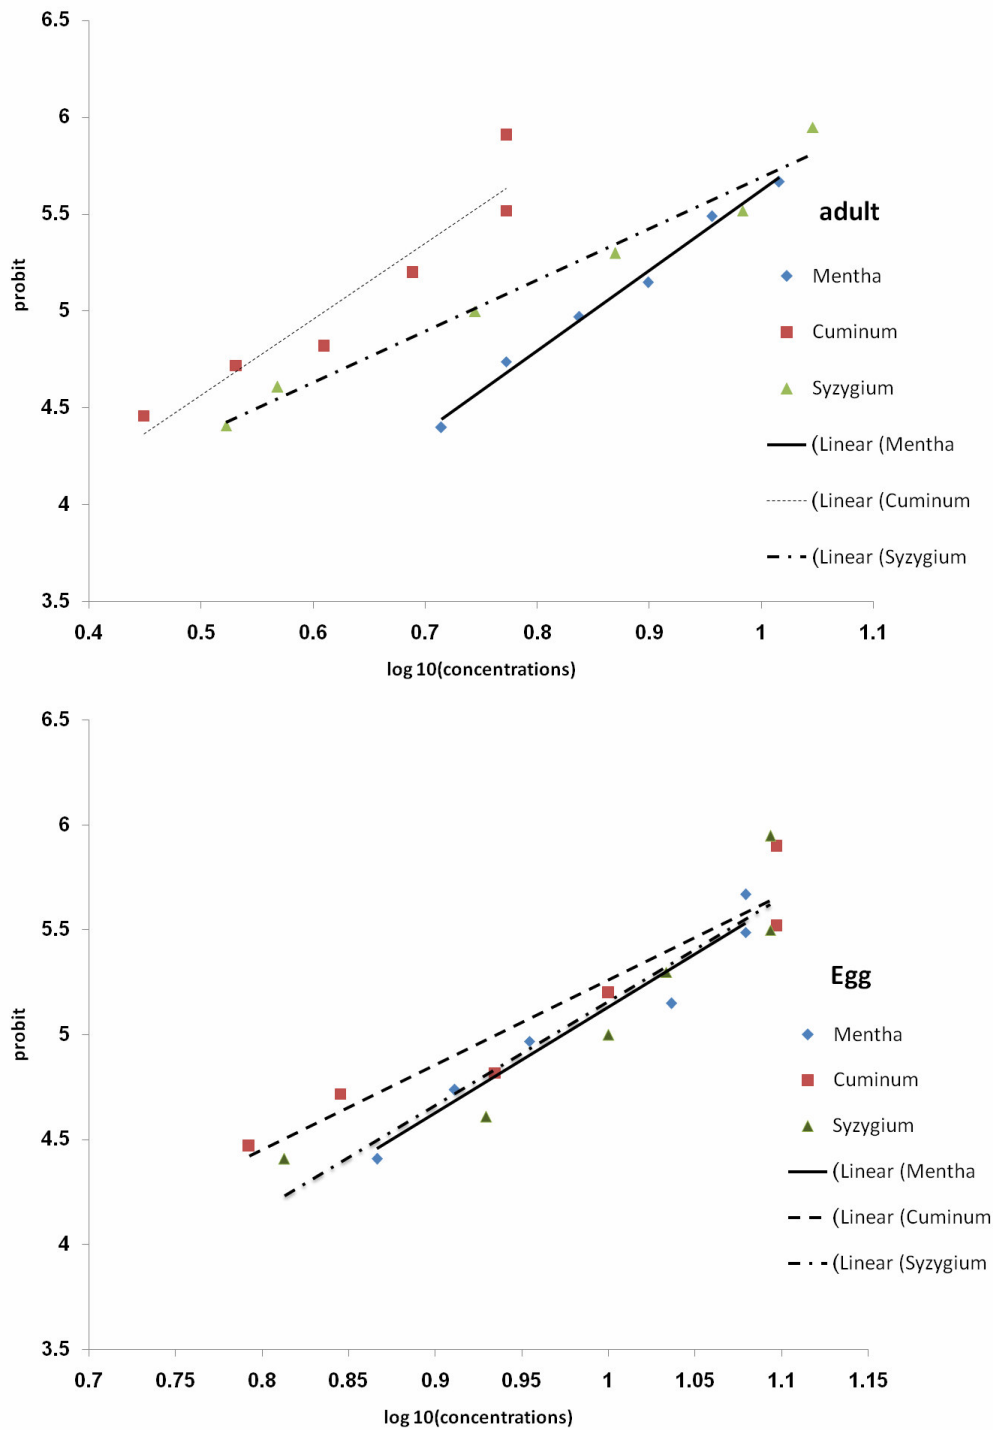 6.5
6
5.5
5
4.5
4
3.5
probit
0.4 0.5 0.6 0.7 0.8 0.9 1 1.1
log 10(concentrations)
adult
Mentha
Cuminum
Syzygium
(Linear (Mentha
(Linear (Cuminum
(Linear (Syzygium
6.5
6
5.5
5
4.5
4
3.5
probit
0.7 0.75 0.8 0.85 0.9 0.95 1 1.05 1.1 1.15
log 10(concentrations)
Egg
Mentha
Cuminum
Syzygium
(Linear (Mentha
(Linear (Cuminum
(Linear (Syzygium